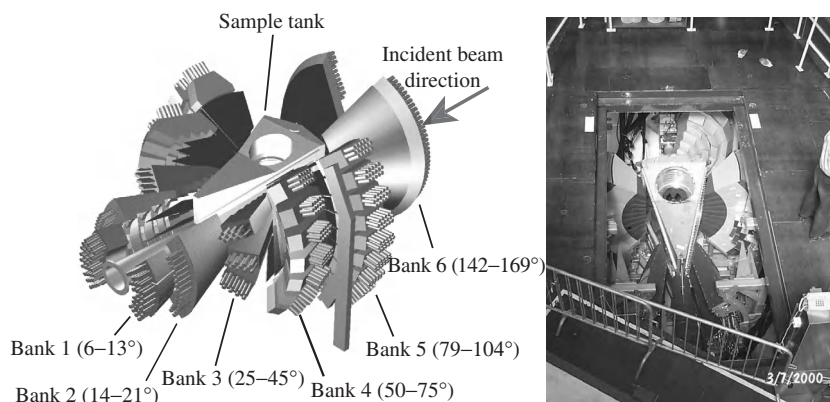 Sample tank
Incident beam
direction
Bank 6 (142–169°)
Bank 1 (6–13°)
Bank 5 (79–104°)
Bank 3 (25–45°)
Bank 2 (14–21°)
Bank 4 (50–75°)
3/7/2000